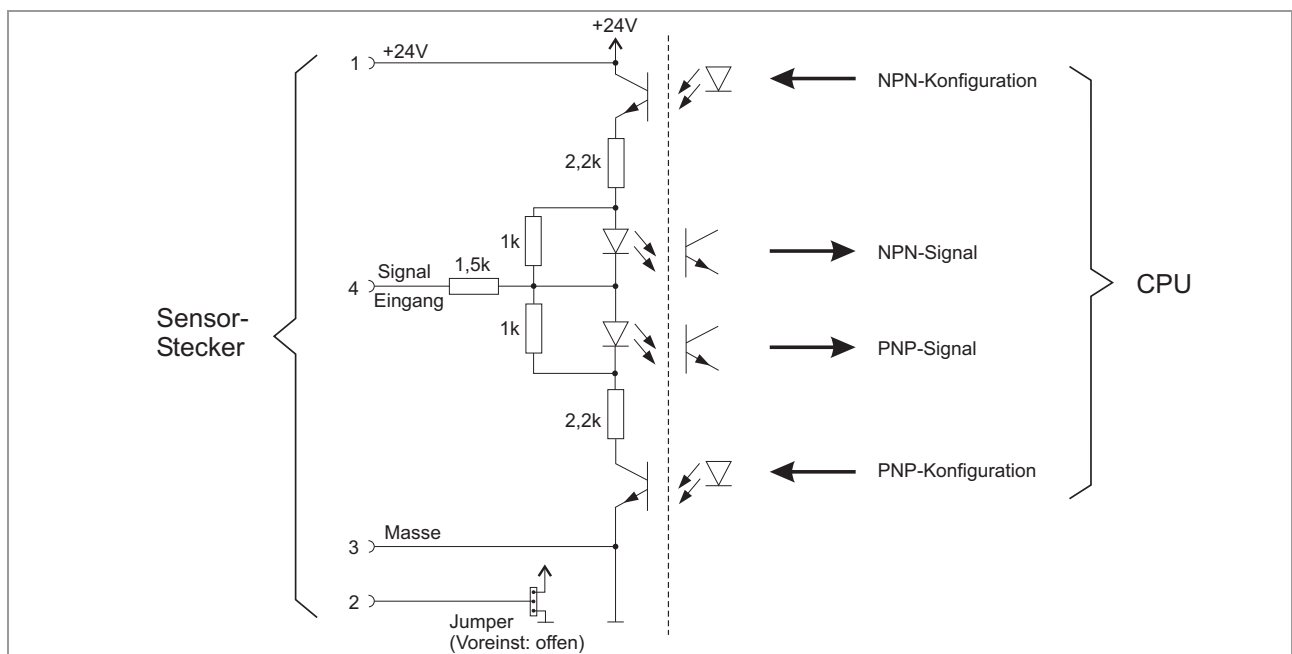 +24V
1
+24V
NPN-Konfiguration
2,2k
1k
NPN-Signal
1,5k
Signal
4
Eingang
CPU
1k
Sensor-
Stecker
PNP-Signal
2,2k
PNP-Konfiguration
Masse
3
2
Jumper
(Voreinst: offen)